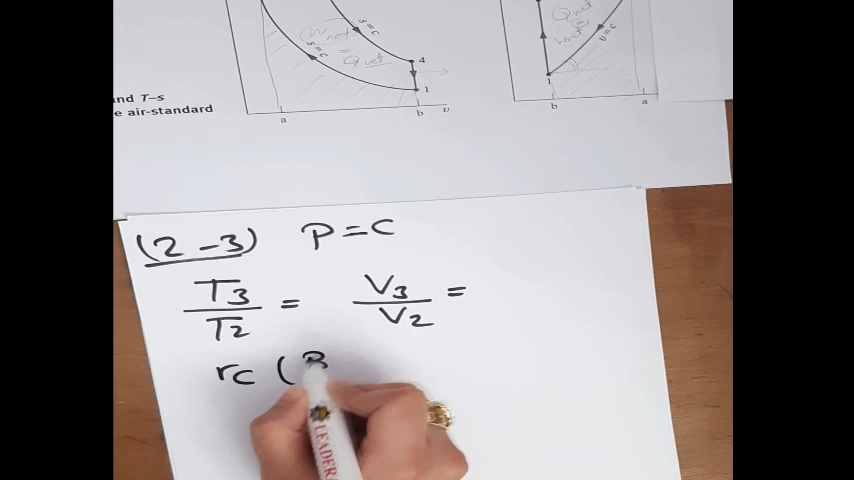 Wnet
= Qnet
s=c
s=c
4
1
a
b
v
Qnet
=
Wnet
v=c
1
b
a
and T–s
e air-standard
(2-3) P=C
T3/T2 = V3/V2 =
rc (B
LEADER